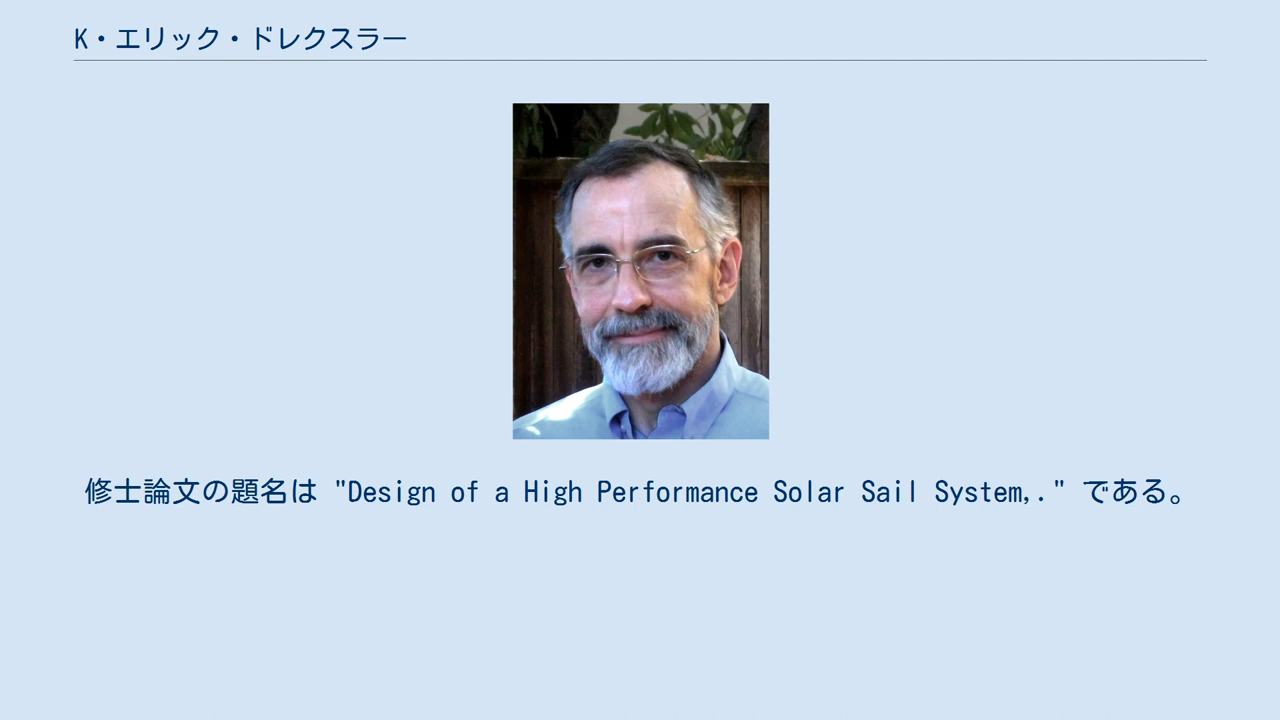 K・エリック・ドレクスラー
修士論文の題名は "Design of a High Performance Solar Sail System,." である。